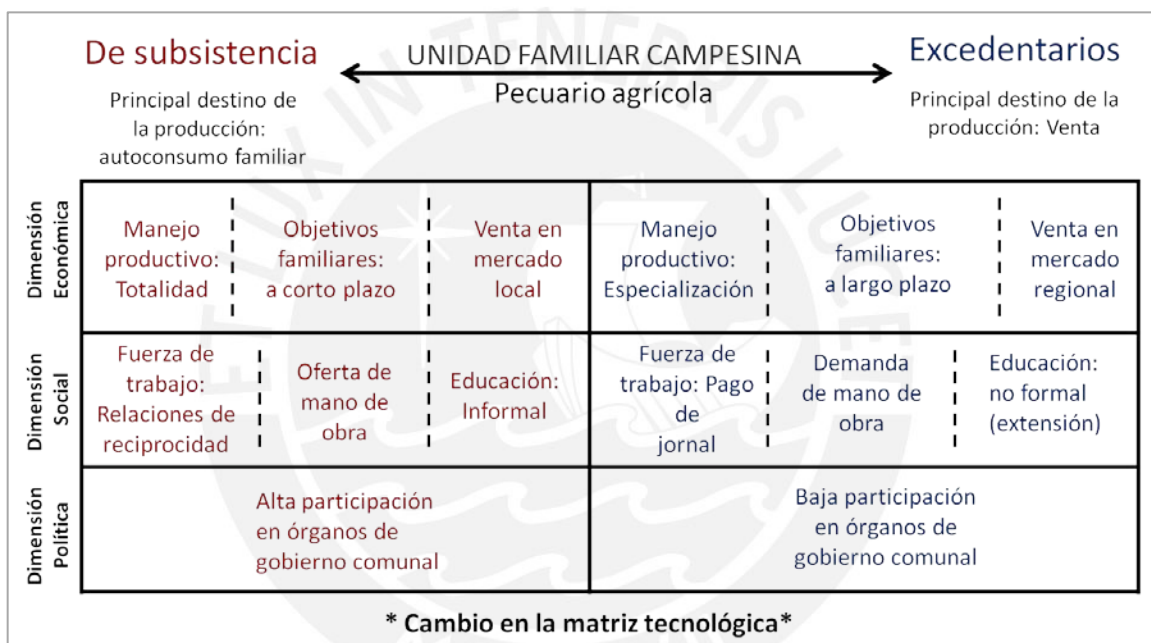 De subsistencia
UNIDAD FAMILIAR CAMPESINA
Excedentarios
Pecuario agrícola
Principal destino de
la producción:
autoconsumo familiar
Principal destino de la
producción: Venta
Dimensión
Económica
Manejo
productivo:
Totalidad
Objetivos
familiares:
a corto plazo
Venta en
mercado
local
Manejo
productivo:
Especialización
Objetivos
familiares:
a largo plazo
Venta en
mercado
regional
Dimensión
Social
Fuerza de
trabajo:
Relaciones de
reciprocidad
Oferta de
mano de
obra
Educación:
Informal
Fuerza de
trabajo: Pago
de
jornal
Demanda
de mano de
obra
Educación:
no formal
(extensión)
Dimensión
Política
Alta participación
en órganos de
gobierno comunal
Baja participación
en órganos de
gobierno comunal
* Cambio en la matriz tecnológica*
ET LUX IN TENEBRIS LUCET